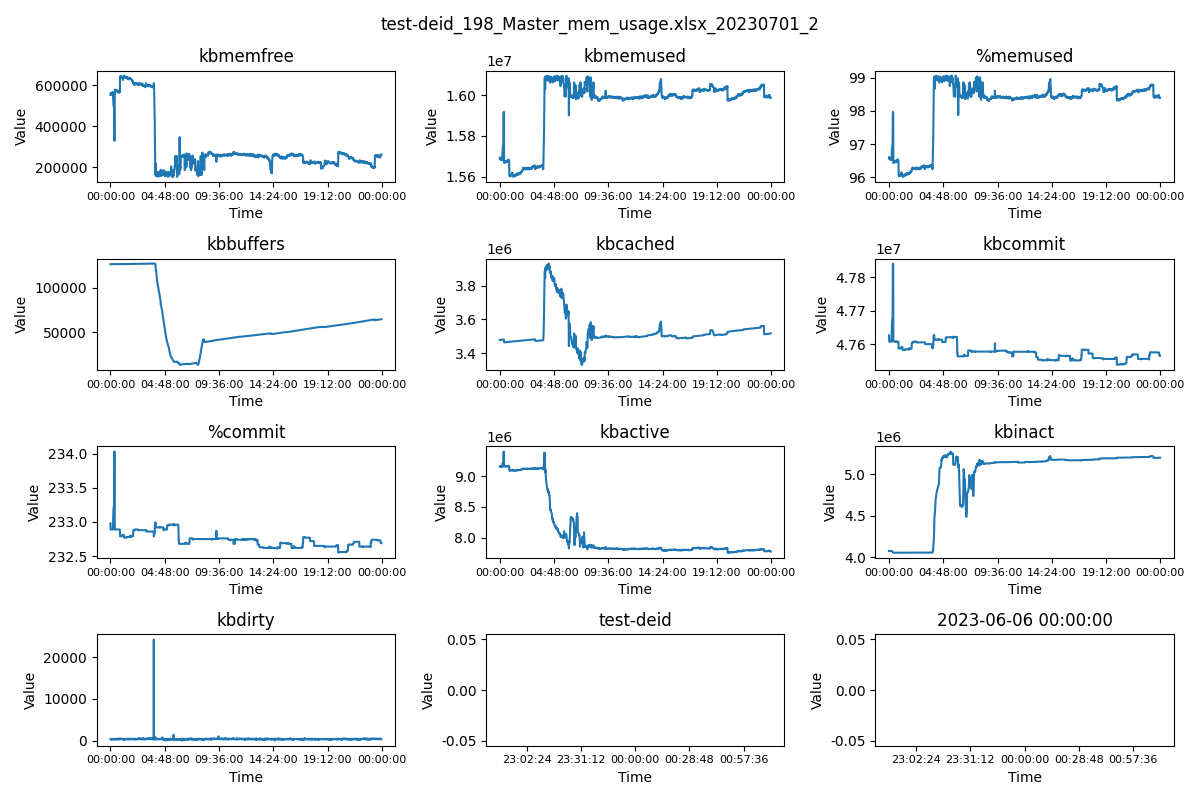 test-deid_198_Master_mem_usage.xlsx_20230701_2
kbmemfree
Value
600000
400000
200000
00:00:00 04:48:00 09:36:00 14:24:00 19:12:00 00:00:00
Time
kbmemused
1e7
Value
1.60
1.58
1.56
00:00:00 04:48:00 09:36:00 14:24:00 19:12:00 00:00:00
Time
%memused
Value
99
98
97
96
00:00:00 04:48:00 09:36:00 14:24:00 19:12:00 00:00:00
Time
kbbuffers
Value
100000
50000
00:00:00 04:48:00 09:36:00 14:24:00 19:12:00 00:00:00
Time
kbcached
1e6
Value
3.8
3.6
3.4
00:00:00 04:48:00 09:36:00 14:24:00 19:12:00 00:00:00
Time
kbcommit
1e7
Value
4.78
4.77
4.76
00:00:00 04:48:00 09:36:00 14:24:00 19:12:00 00:00:00
Time
%commit
Value
234.0
233.5
233.0
232.5
00:00:00 04:48:00 09:36:00 14:24:00 19:12:00 00:00:00
Time
kbactive
1e6
Value
9.0
8.5
8.0
00:00:00 04:48:00 09:36:00 14:24:00 19:12:00 00:00:00
Time
kbinact
1e6
Value
5.0
4.5
4.0
00:00:00 04:48:00 09:36:00 14:24:00 19:12:00 00:00:00
Time
kbdirty
Value
20000
10000
0
00:00:00 04:48:00 09:36:00 14:24:00 19:12:00 00:00:00
Time
test-deid
Value
0.05
0.00
-0.05
23:02:24 23:31:12 00:00:00 00:28:48 00:57:36
Time
2023-06-06 00:00:00
Value
0.05
0.00
-0.05
23:02:24 23:31:12 00:00:00 00:28:48 00:57:36
Time